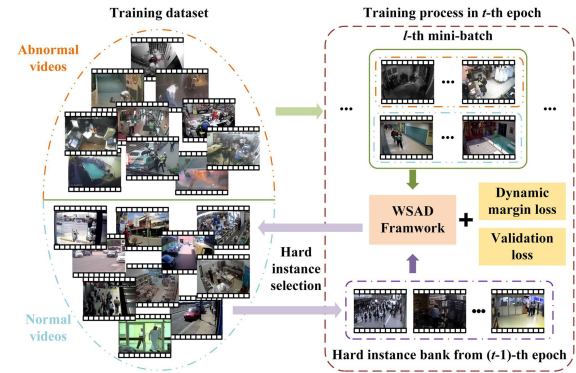 Training dataset
Training process in t-th epoch
Abnormal
videos
l-th mini-batch
...
...
...
...
WSAD
Framwork
+
Dynamic
margin loss
Validation
loss
Hard
instance
selection
Normal
videos
...
Hard instance bank from (t-1)-th epoch